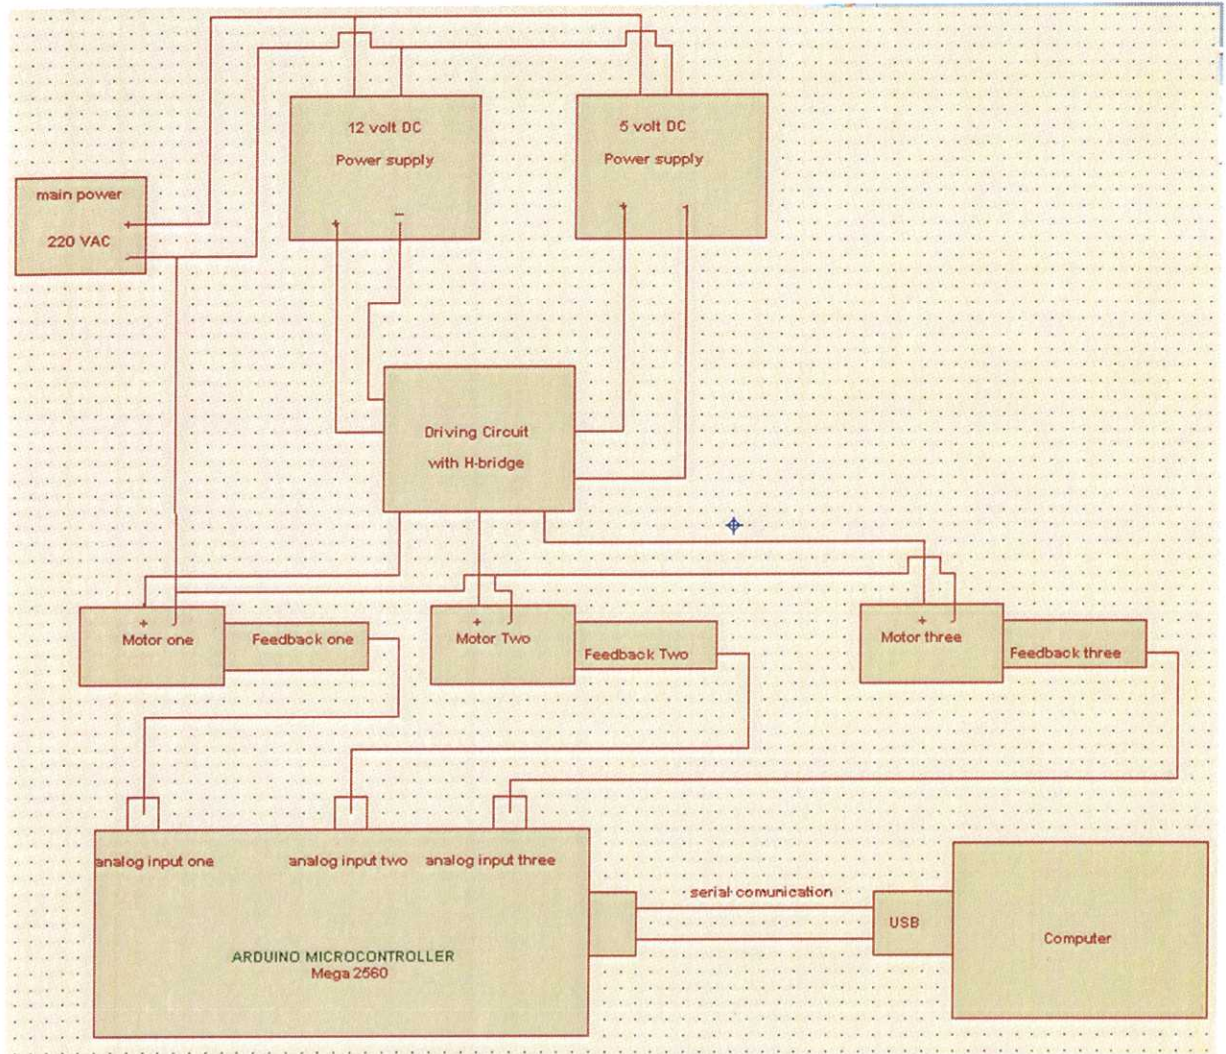 12 volt DC
Power supply
+
−
5 volt DC
Power supply
+
-
main power
+
220 VAC
-
Driving Circuit
with H-bridge
+
-
Motor one
Feedback one
+
-
Motor Two
Feedback Two
+
-
Motor three
Feedback three
analog input one
analog input two
analog input three
serial comunication
USB
Computer
ARDUINO MICROCONTROLLER
Mega 2560